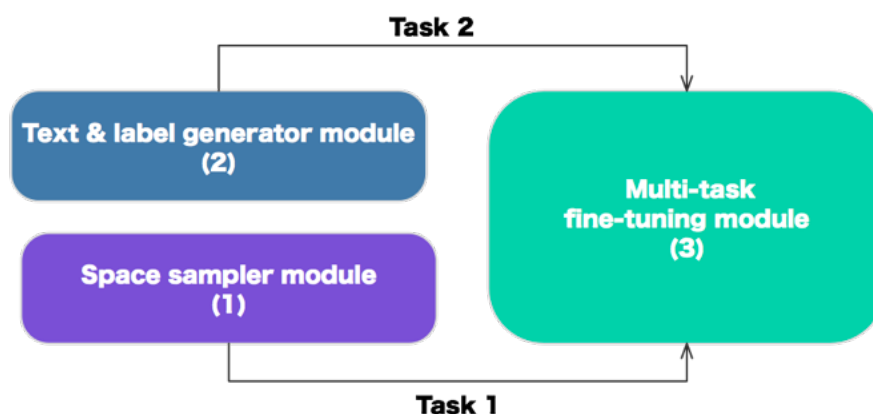 Task 2
Text & label generator module
(2)
Multi-task
fine-tuning module
(3)
Space sampler module
(1)
Task 1